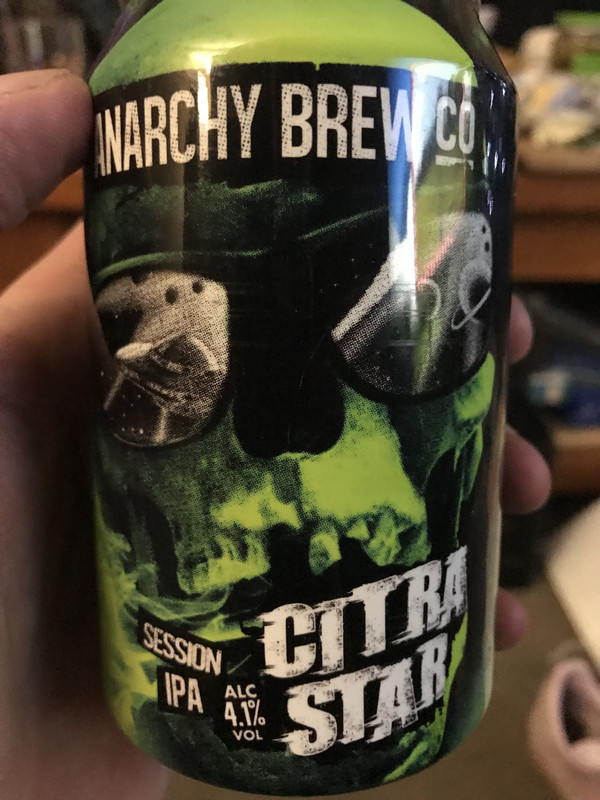 ANARCHY BREW CO
CITRA
STAR
SESSION
IPA
ALC
4.1%
VOL